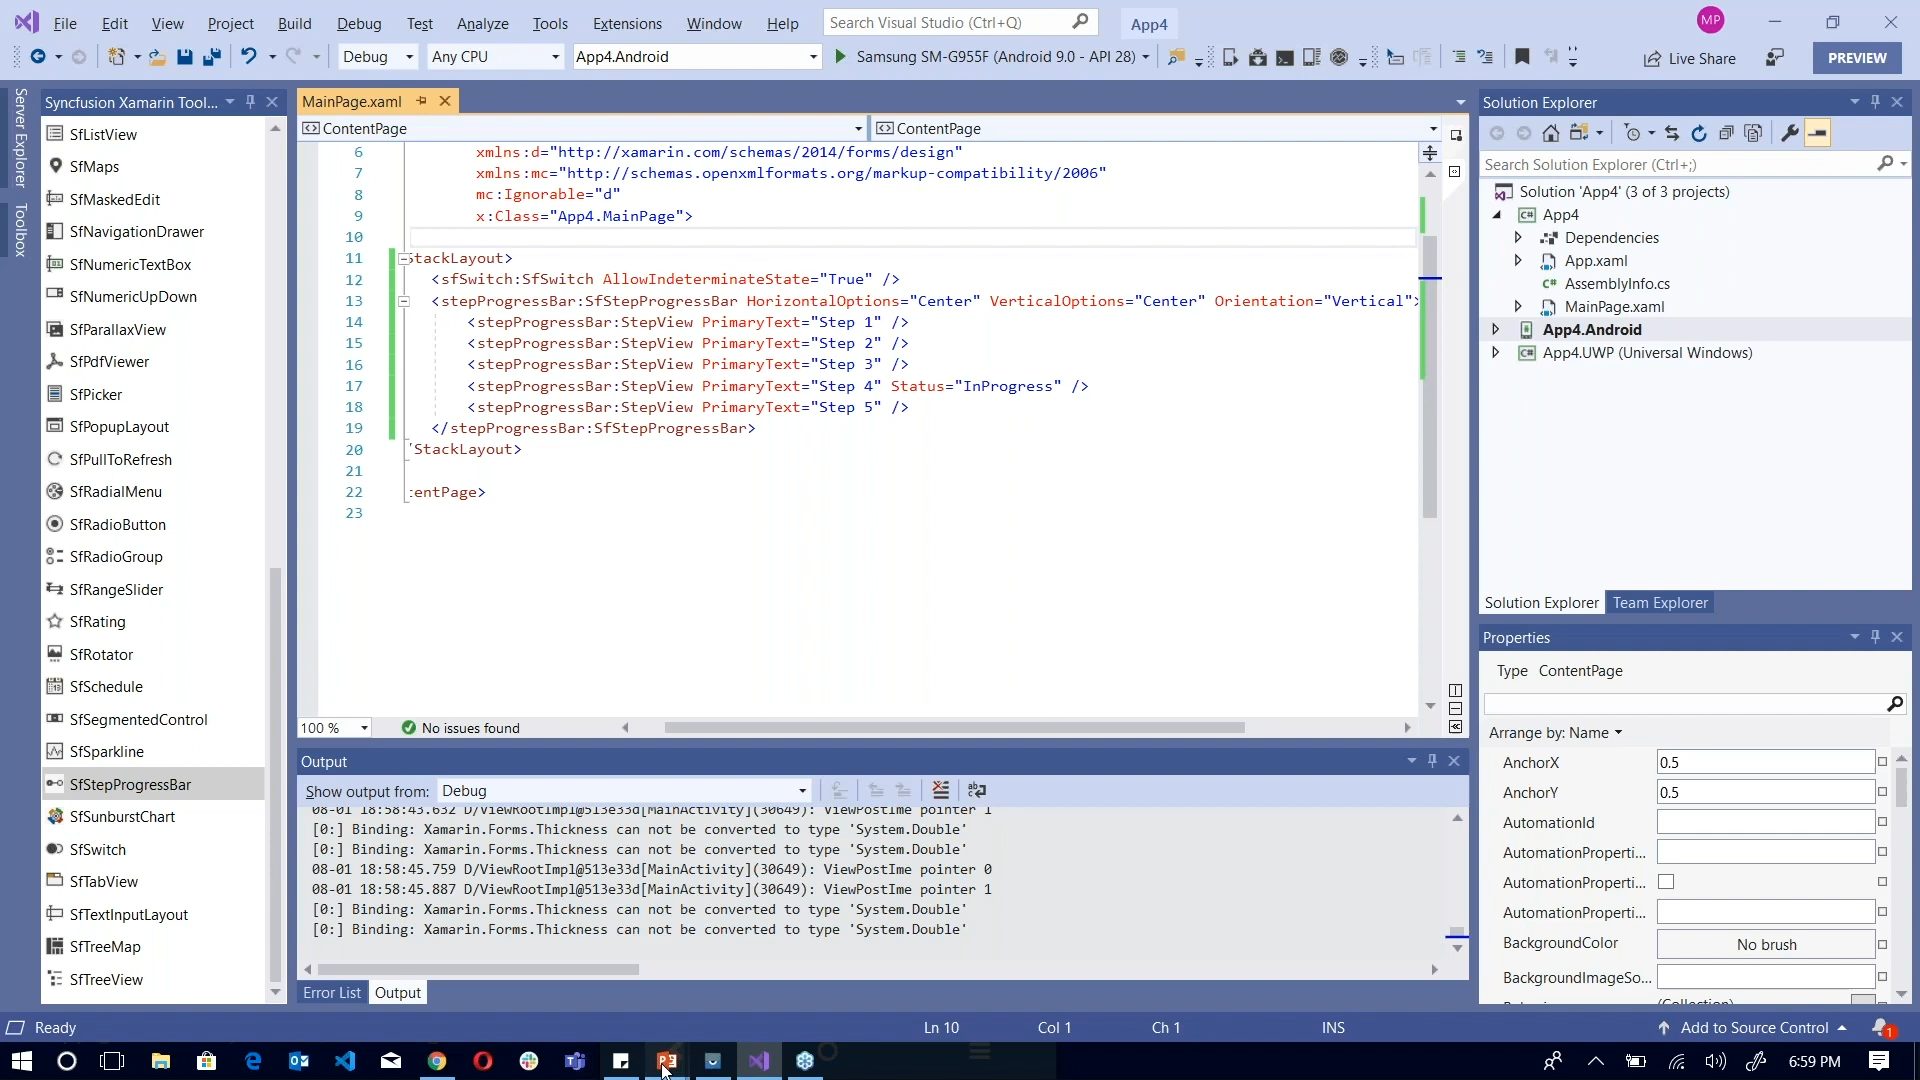 File Edit View Project Build Debug Test Analyze Tools Extensions Window Help Search Visual Studio (Ctrl+Q) App4 MP
Debug Any CPU App4.Android Samsung SM-G955F (Android 9.0 - API 28) Live Share PREVIEW
Server Explorer
Toolbox
Syncfusion Xamarin Tool...
SfListView
SfMaps
SfMaskedEdit
SfNavigationDrawer
SfNumericTextBox
SfNumericUpDown
SfParallaxView
SfPdfViewer
SfPicker
SfPopupLayout
SfPullToRefresh
SfRadialMenu
SfRadioButton
SfRadioGroup
SfRangeSlider
SfRating
SfRotator
SfSchedule
SfSegmentedControl
SfSparkline
SfStepProgressBar
SfSunburstChart
SfSwitch
SfTabView
SfTextInputLayout
SfTreeMap
SfTreeView
MainPage.xaml
ContentPage ContentPage
6 xmlns:d="http://xamarin.com/schemas/2014/forms/design"
7 xmlns:mc="http://schemas.openxmlformats.org/markup-compatibility/2006"
8 mc:Ignorable="d"
9 x:Class="App4.MainPage">
10
11 StackLayout>
12 <sfSwitch:SfSwitch AllowIndeterminateState="True" />
13 <stepProgressBar:SfStepProgressBar HorizontalOptions="Center" VerticalOptions="Center" Orientation="Vertical">
14 <stepProgressBar:StepView PrimaryText="Step 1" />
15 <stepProgressBar:StepView PrimaryText="Step 2" />
16 <stepProgressBar:StepView PrimaryText="Step 3" />
17 <stepProgressBar:StepView PrimaryText="Step 4" Status="InProgress" />
18 <stepProgressBar:StepView PrimaryText="Step 5" />
19 </stepProgressBar:SfStepProgressBar>
20 StackLayout>
21
22 entPage>
23
100 % No issues found
Output
Show output from: Debug
08-01 18:58:43.632 D/ViewRootImpl@513e33d[MainActivity](30649): ViewPostIme pointer 1
[0:] Binding: Xamarin.Forms.Thickness can not be converted to type 'System.Double'
[0:] Binding: Xamarin.Forms.Thickness can not be converted to type 'System.Double'
08-01 18:58:45.759 D/ViewRootImpl@513e33d[MainActivity](30649): ViewPostIme pointer 0
08-01 18:58:45.887 D/ViewRootImpl@513e33d[MainActivity](30649): ViewPostIme pointer 1
[0:] Binding: Xamarin.Forms.Thickness can not be converted to type 'System.Double'
[0:] Binding: Xamarin.Forms.Thickness can not be converted to type 'System.Double'
Error List Output
Solution Explorer
Search Solution Explorer (Ctrl+;)
Solution 'App4' (3 of 3 projects)
C# App4
Dependencies
App.xaml
C# AssemblyInfo.cs
MainPage.xaml
App4.Android
C# App4.UWP (Universal Windows)
Solution Explorer Team Explorer
Properties
Type ContentPage
Arrange by: Name
AnchorX 0.5
AnchorY 0.5
AutomationId
AutomationProperti...
AutomationProperti...
AutomationProperti...
BackgroundColor No brush
BackgroundImageSo...
(Collection)
Ready Ln 10 Col 1 Ch 1 INS Add to Source Control 1
6:59 PM